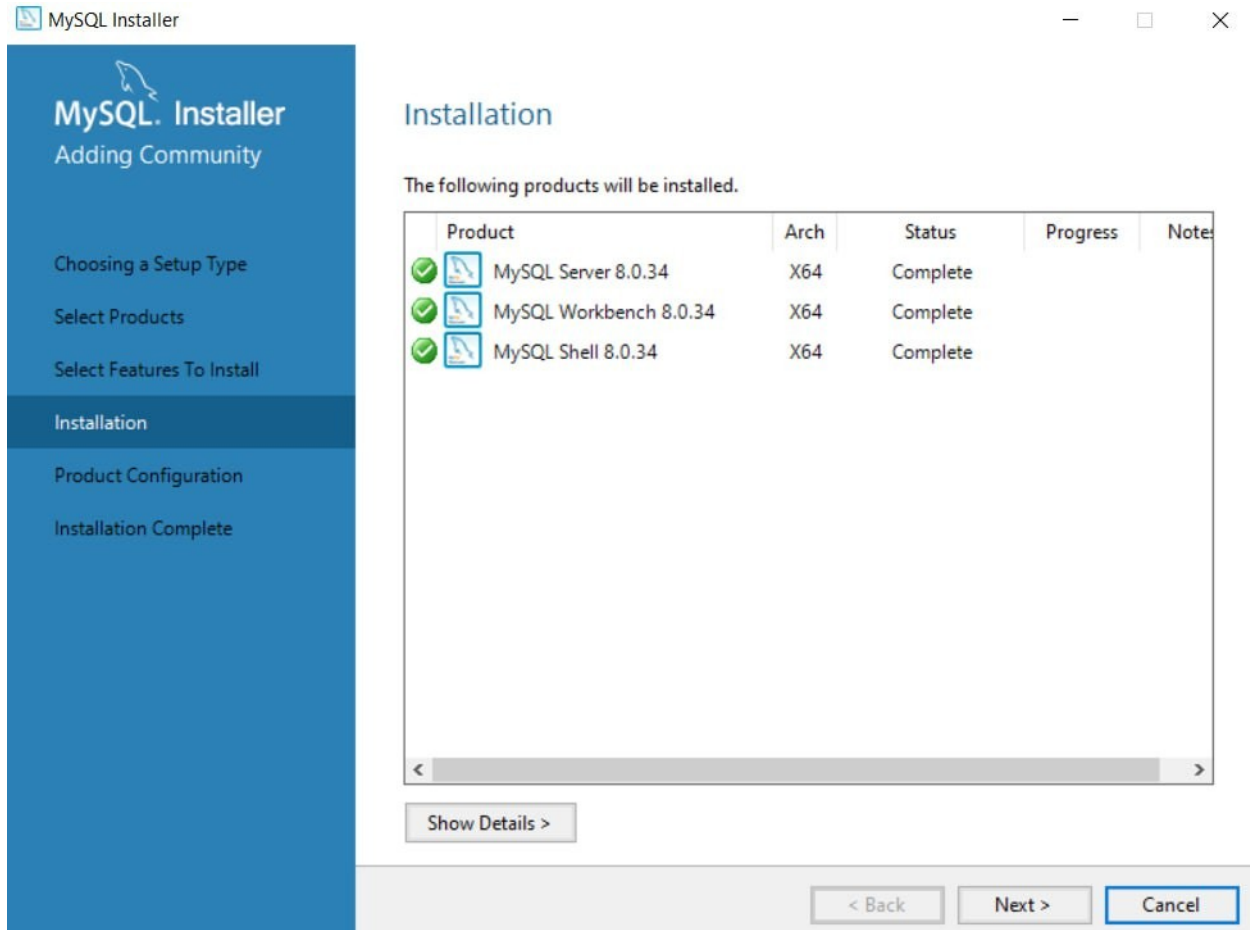 MySQL Installer
MySQL. Installer
Adding Community
Choosing a Setup Type
Select Products
Select Features To Install
Installation
Product Configuration
Installation Complete
Installation
The following products will be installed.
Product Arch Status Progress Notes
MySQL Server 8.0.34 X64 Complete
MySQL Workbench 8.0.34 X64 Complete
MySQL Shell 8.0.34 X64 Complete
Show Details >
< Back Next > Cancel